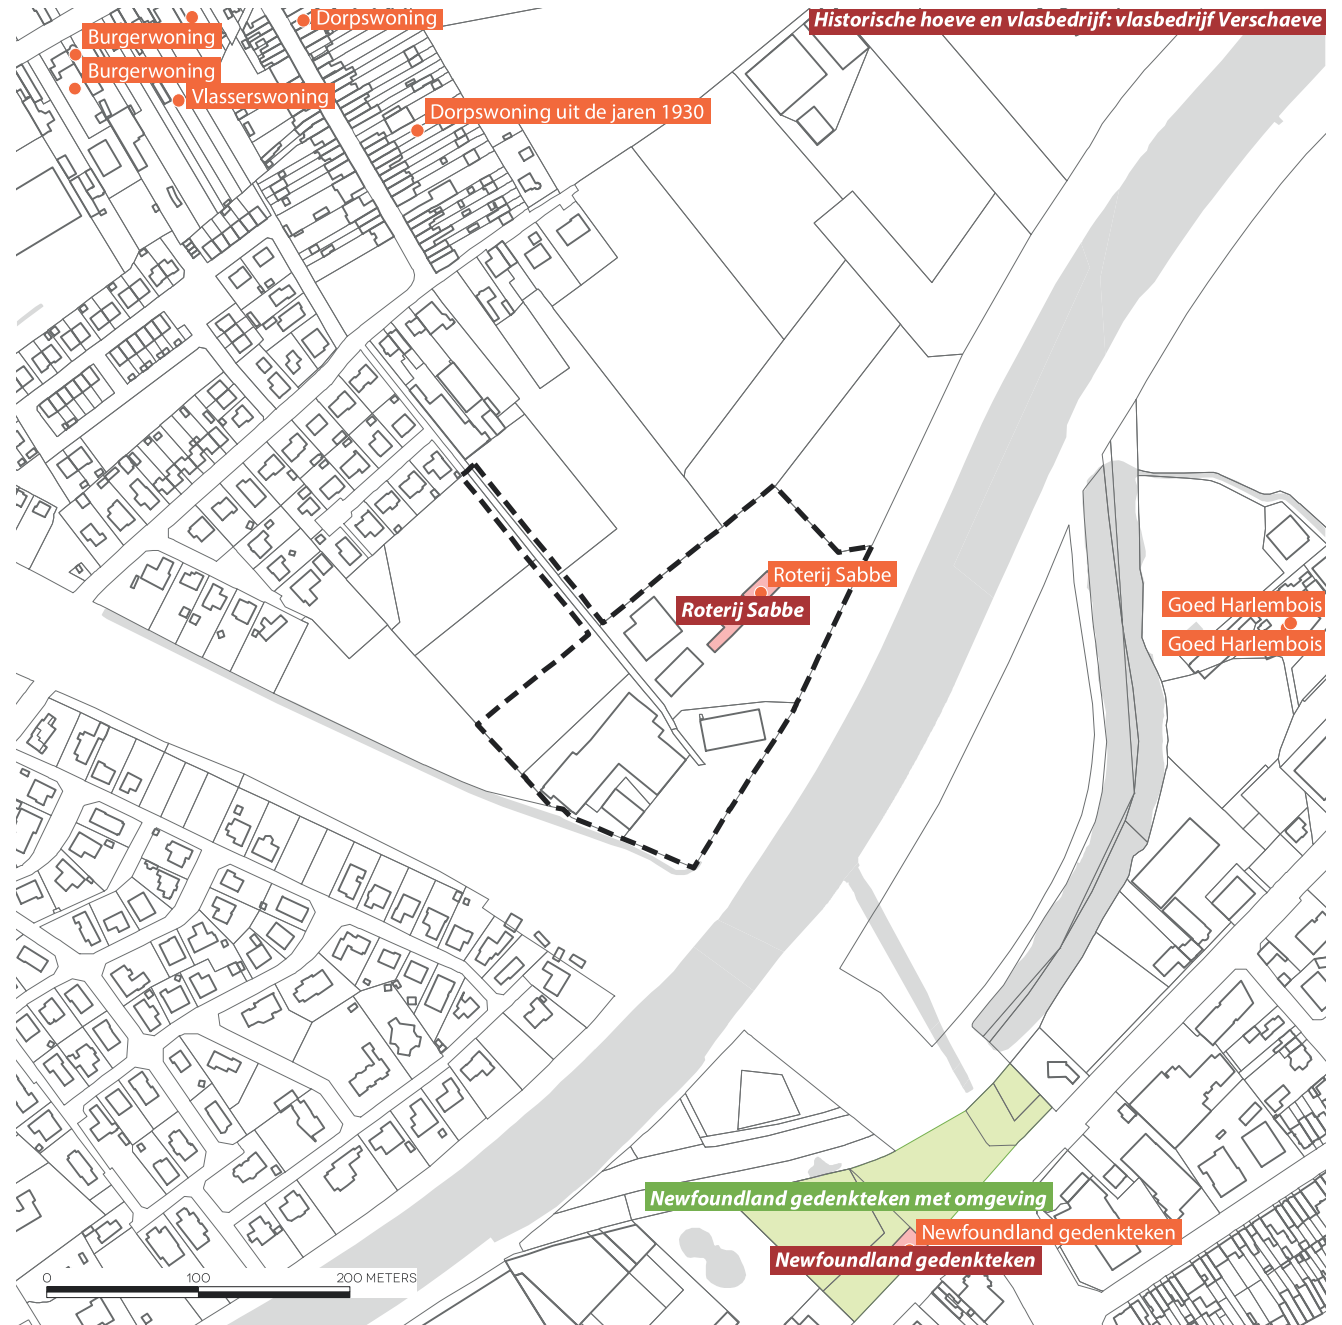 Dorpswoning
Historische hoeve en vlasbedrijf: vlasbedrijf Verschaeve
Burgerwoning
Burgerwoning
Vlasserswoning
Dorpswoning uit de jaren 1930
Roterij Sabbe
Roterij Sabbe
Goed Harlembois
Goed Harlembois
Newfoundland gedenkteken met omgeving
Newfoundland gedenkteken
Newfoundland gedenkteken
0 100 200 METERS